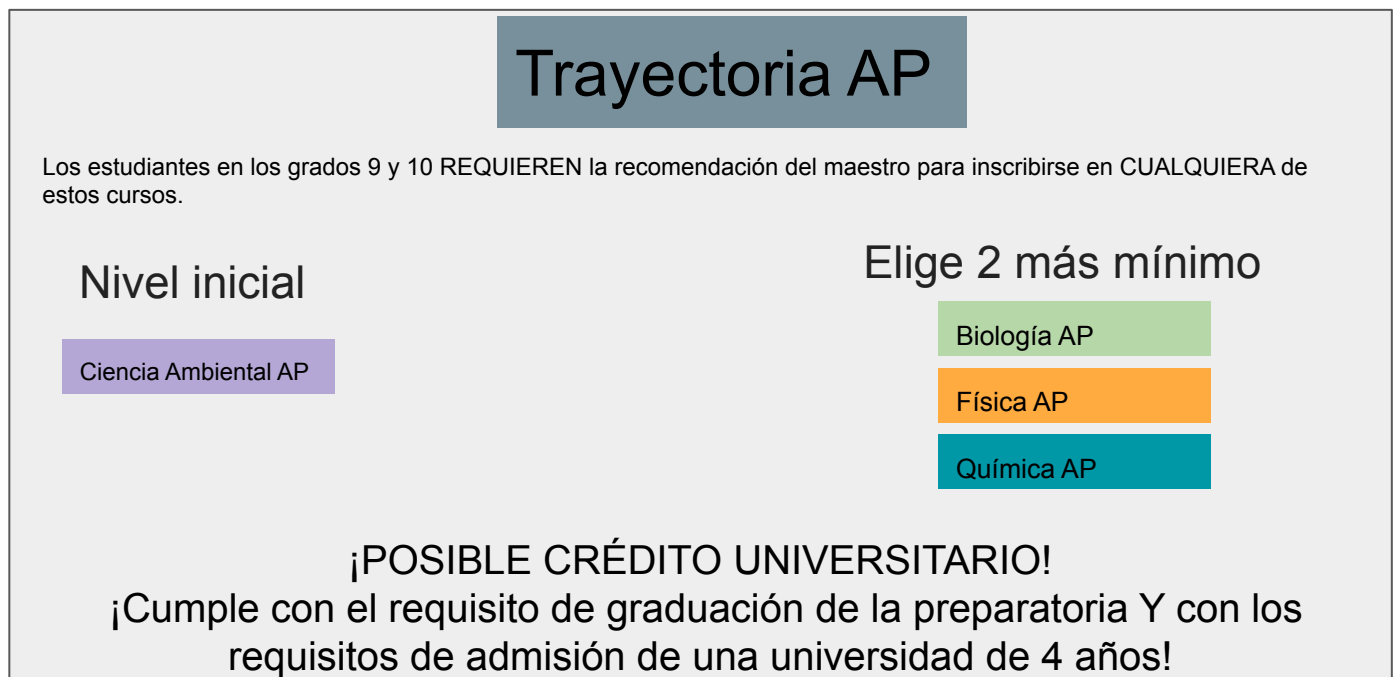 Trayectoria AP
Los estudiantes en los grados 9 y 10 REQUIEREN la recomendación del maestro para inscribirse en CUALQUIERA de
estos cursos.
Nivel inicial
Ciencia Ambiental AP
Elige 2 más mínimo
Biología AP
Física AP
Química AP
¡POSIBLE CRÉDITO UNIVERSITARIO!
¡Cumple con el requisito de graduación de la preparatoria Y con los
requisitos de admisión de una universidad de 4 años!